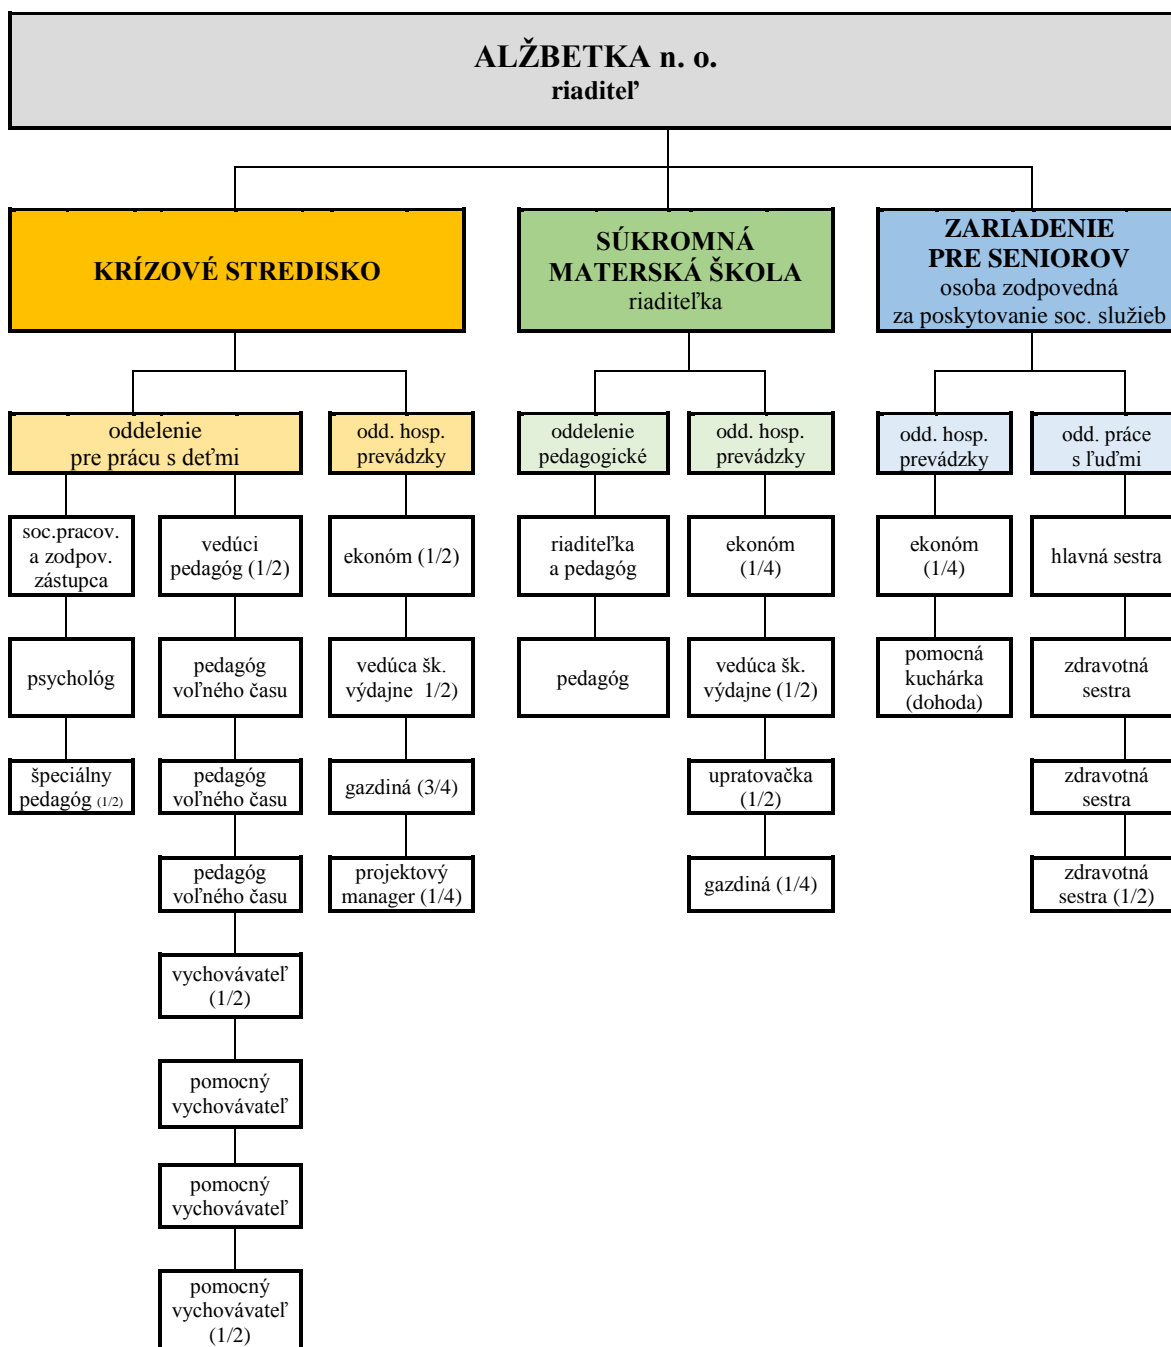 ALŽBETKA n. o.
riaditeľ
KRÍZOVÉ STREDISKO
SÚKROMNÁ
MATERSKÁ ŠKOLA
riaditeľka
ZARIADENIE
PRE SENIOROV
osoba zodpovedná
za poskytovanie soc. služieb
oddelenie
pre prácu s deťmi
odd. hosp.
prevádzky
oddelenie
pedagogické
odd. hosp.
prevádzky
odd. hosp.
prevádzky
odd. práce
s ľuďmi
soc.pracov.
a zodpov.
zástupca
vedúci
pedagóg (1/2)
ekonóm (1/2)
riaditeľka
a pedagóg
ekonóm
(1/4)
ekonóm
(1/4)
hlavná sestra
psychológ
pedagóg
voľného času
vedúca šk.
výdajne 1/2)
pedagóg
vedúca šk.
výdajne (1/2)
pomocná
kuchárka
(dohoda)
zdravotná
sestra
špeciálny
pedagóg (1/2)
pedagóg
voľného času
gazdiná (3/4)
upratovačka
(1/2)
zdravotná
sestra
pedagóg
voľného času
projektový
manager (1/4)
gazdiná (1/4)
zdravotná
sestra (1/2)
vychovávateľ
(1/2)
pomocný
vychovávateľ
pomocný
vychovávateľ
pomocný
vychovávateľ
(1/2)